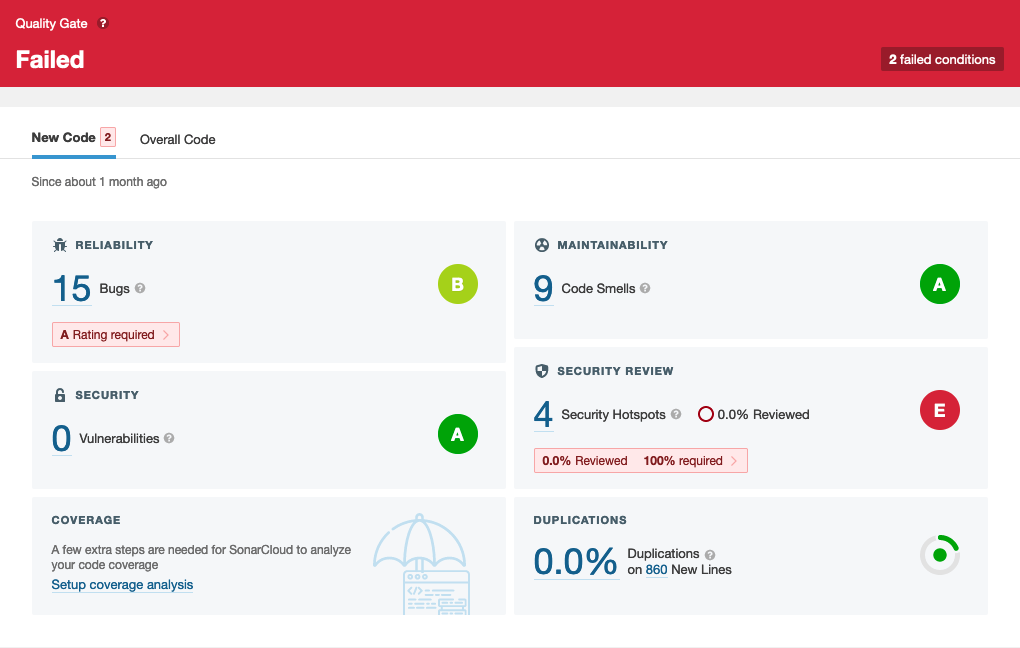 Quality Gate ?
Failed
2 failed conditions
New Code 2
Overall Code
Since about 1 month ago
RELIABILITY
15 Bugs ?
B
A Rating required
MAINTAINABILITY
9 Code Smells ?
A
SECURITY
0 Vulnerabilities ?
A
SECURITY REVIEW
4 Security Hotspots ? 0.0% Reviewed
E
0.0% Reviewed 100% required
COVERAGE
A few extra steps are needed for SonarCloud to analyze
your code coverage
Setup coverage analysis
</>
DUPLICATIONS
0.0% Duplications ?
on 860 New Lines